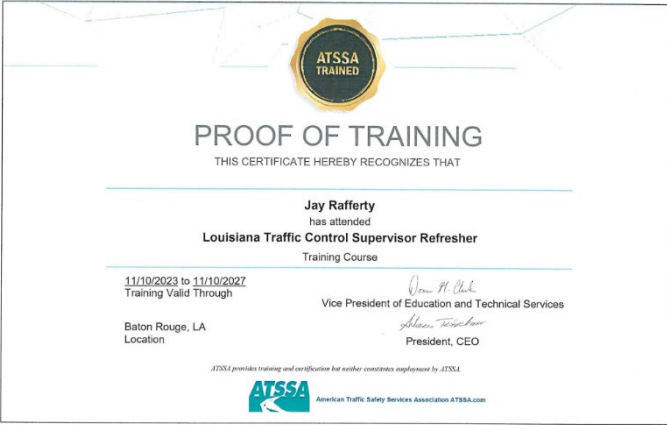 ATSSA
TRAINED
PROOF OF TRAINING
THIS CERTIFICATE HEREBY RECOGNIZES THAT
Jay Rafferty
has attended
Louisiana Traffic Control Supervisor Refresher
Training Course
11/10/2023 to 11/10/2027
Training Valid Through
Vice President of Education and Technical Services
Baton Rouge, LA
Location
President, CEO
ATSSA provides training and certification but neither constitutes employment by ATSSA.
ATSSA
American Traffic Safety Services Association ATSSA.com